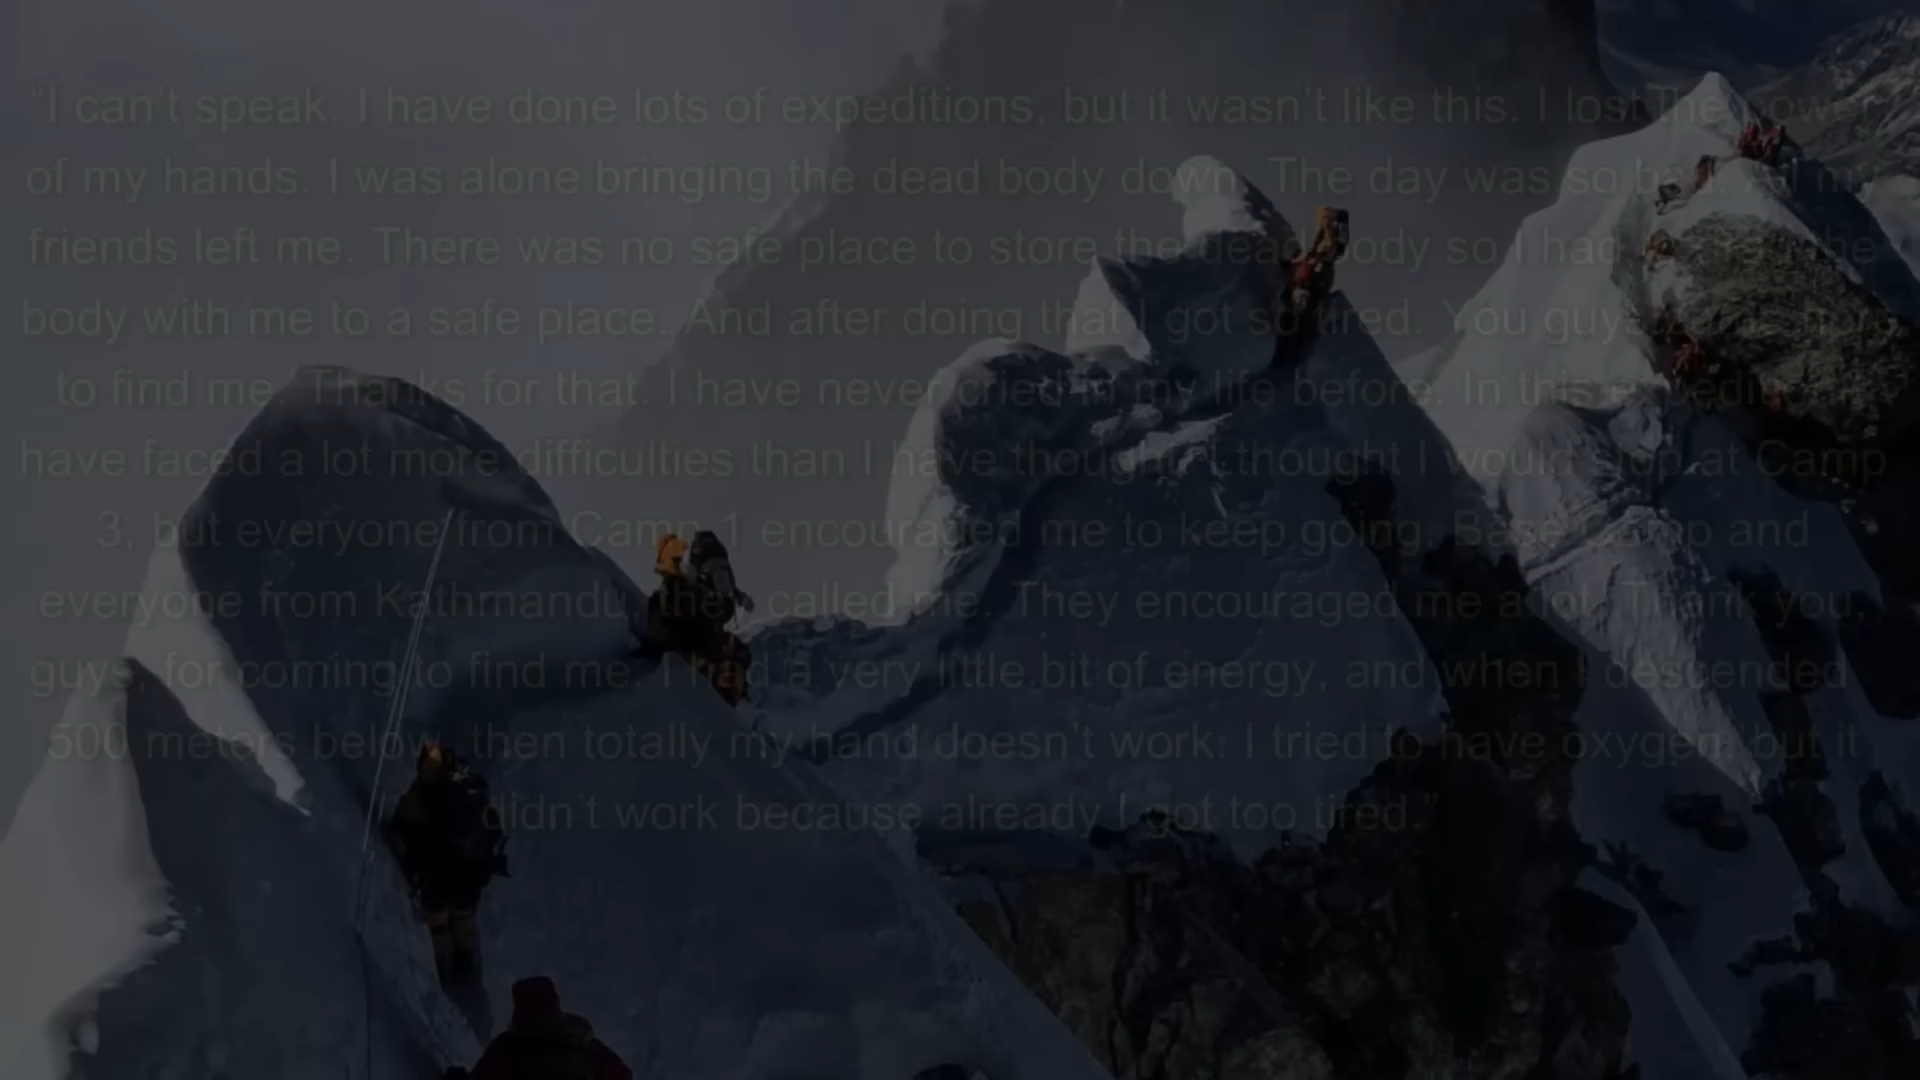 “I can’t speak. I have done lots of expeditions, but it wasn’t like this. I lost the
of my hands. I was alone bringing the dead body down. The day was so
friends left me. There was no safe place to store the dead body so I had the
body with me to a safe place. And after doing that I got so tired. You guys
to find me. Thanks for that. I have never like before. In this
have faced a lot more difficulties than I have thought I would at Camp
3, but everyone from Camp 1 encouraged me to keep going. Base Camp and
everyone from Kathmandu, they called me. They encouraged me a lot. Thank you
guys for coming to find me. I had a very little bit of energy, and when I descended
500 meters below, then totally my hand doesn’t work. I tried to have oxygen, but it
didn’t work because already I got too tired.”